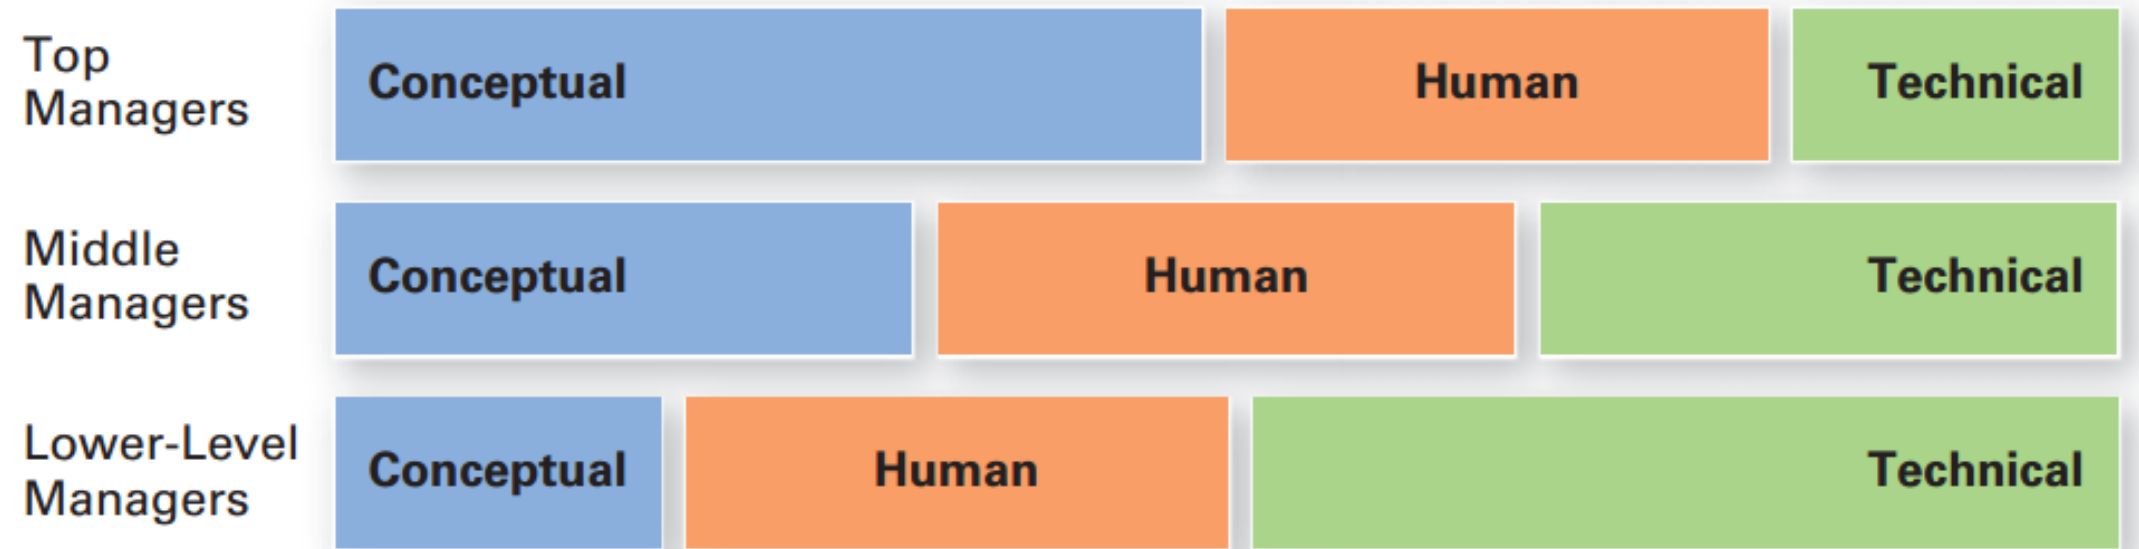 Top
Managers
Conceptual
Human
Technical
Middle
Managers
Conceptual
Human
Technical
Lower-Level
Managers
Conceptual
Human
Technical